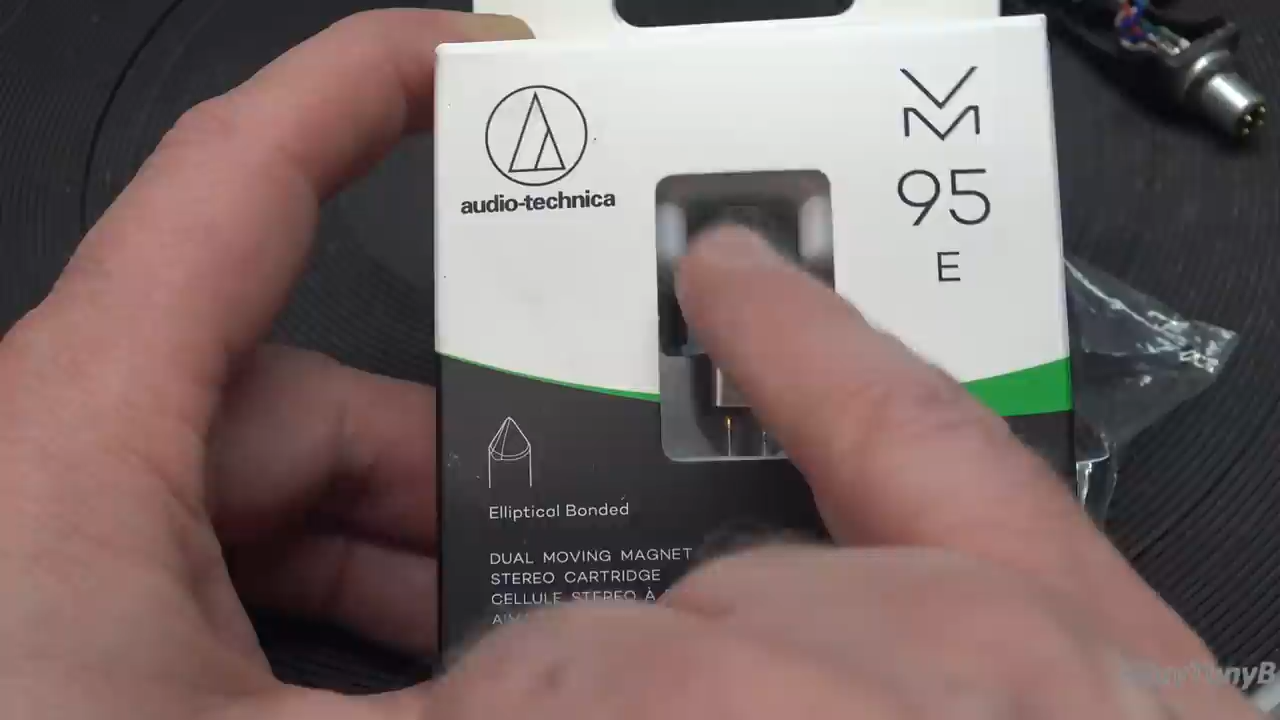 audio-technica
VM
95
E
Elliptical Bonded
DUAL MOVING MAGNET
STEREO CARTRIDGE
CELLULE STEREO À